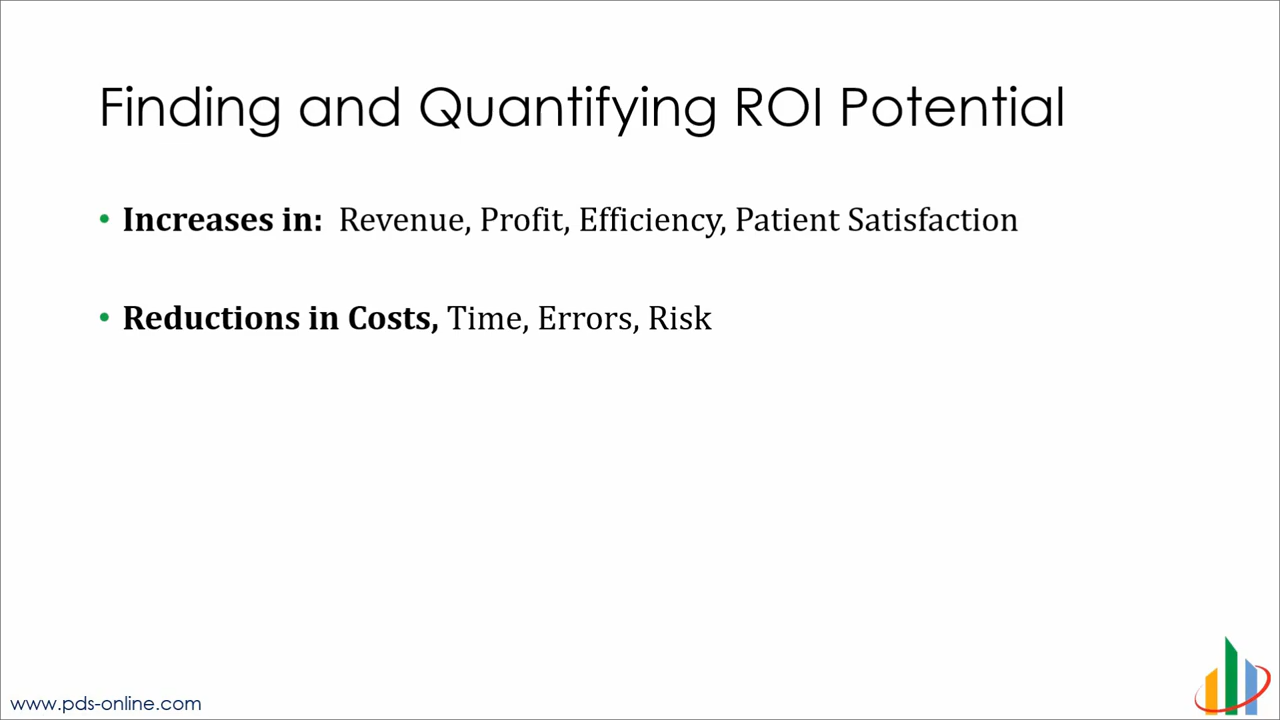 Finding and Quantifying ROI Potential
• Increases in: Revenue, Profit, Efficiency, Patient Satisfaction
• Reductions in Costs, Time, Errors, Risk
www.pds-online.com